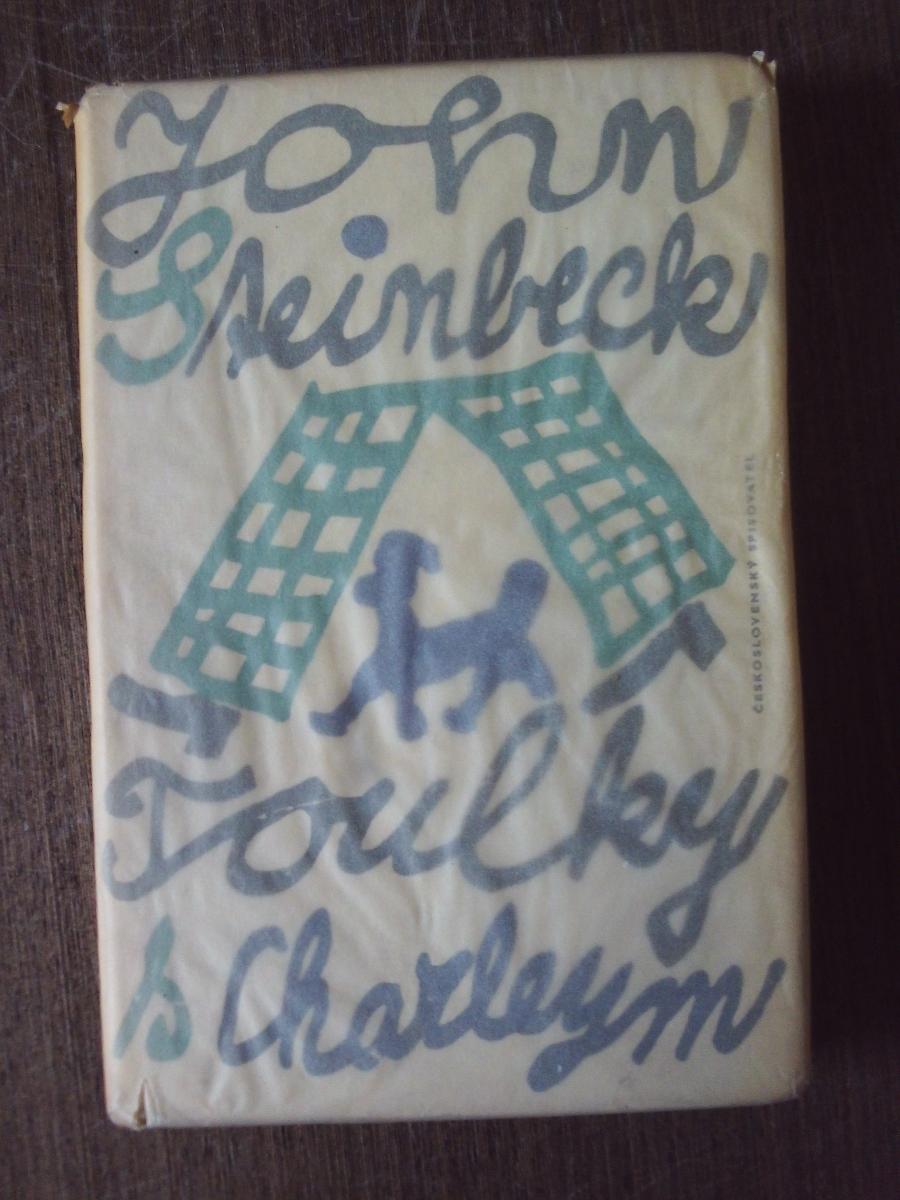 John
Steinbeck
ČESKOSLOVENSKÝ SPISOVATEL
Toulky
s Charleym